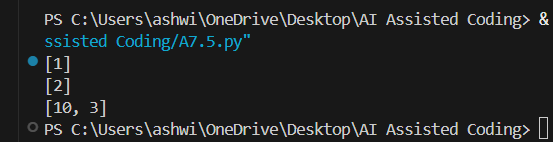 PS C:\Users\ashwi\OneDrive\Desktop\AI Assisted Coding> &
ssisted Coding/A7.5.py"
[1]
[2]
[10, 3]
PS C:\Users\ashwi\OneDrive\Desktop\AI Assisted Coding>